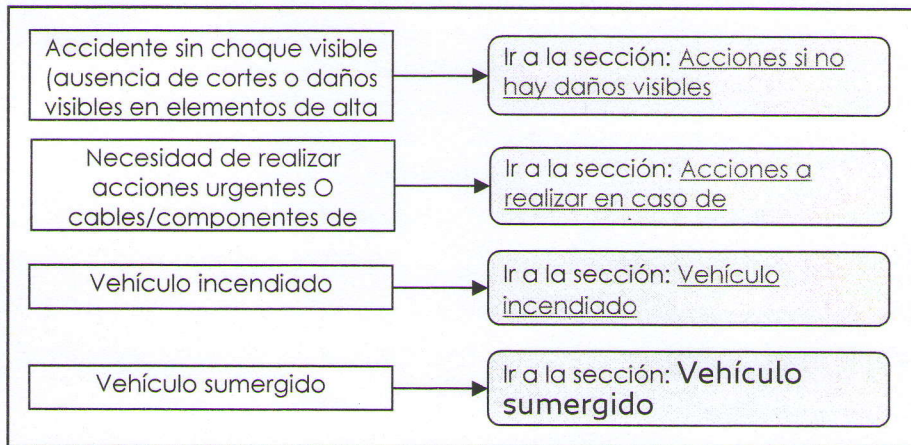 Accidente sin choque visible
(ausencia de cortes o daños
visibles en elementos de alta
Ir a la sección: Acciones si no
hay daños visibles
Necesidad de realizar
acciones urgentes O
cables/componentes de
Ir a la sección: Acciones a
realizar en caso de
Vehículo incendiado
Ir a la sección: Vehículo
incendiado
Vehículo sumergido
Ir a la sección: Vehículo
sumergido